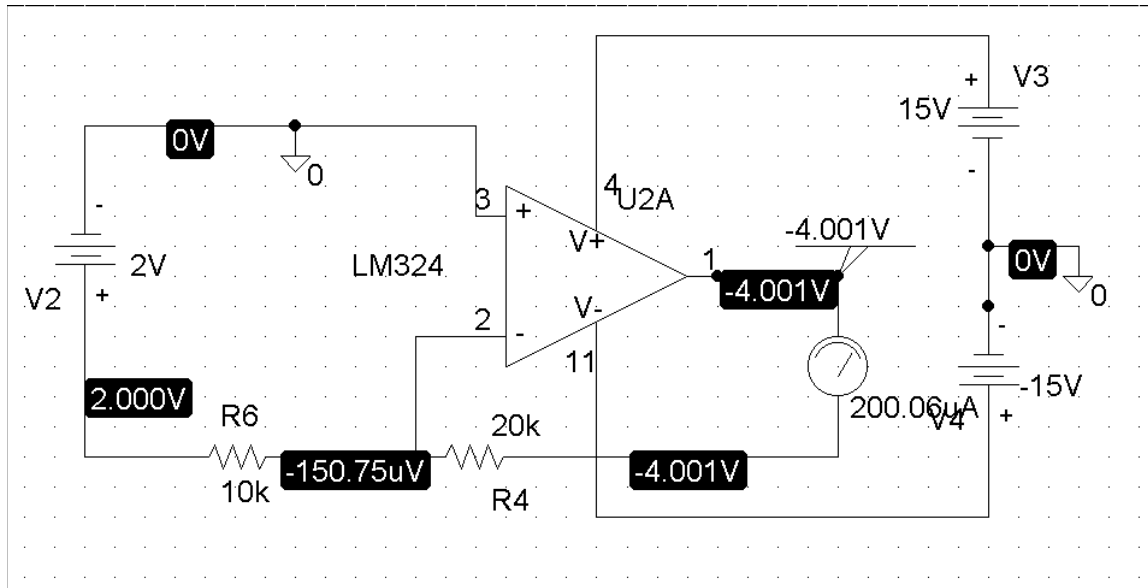 +
V3
15V
-
0V
0
3
+
4
U2A
V+
-4.001V
-
2V
V2
+
LM324
1
-4.001V
0V
0
2
-
V-
11
-
-15V
V4
+
200.06uA
2.000V
R6
10k
-150.75uV
20k
R4
-4.001V